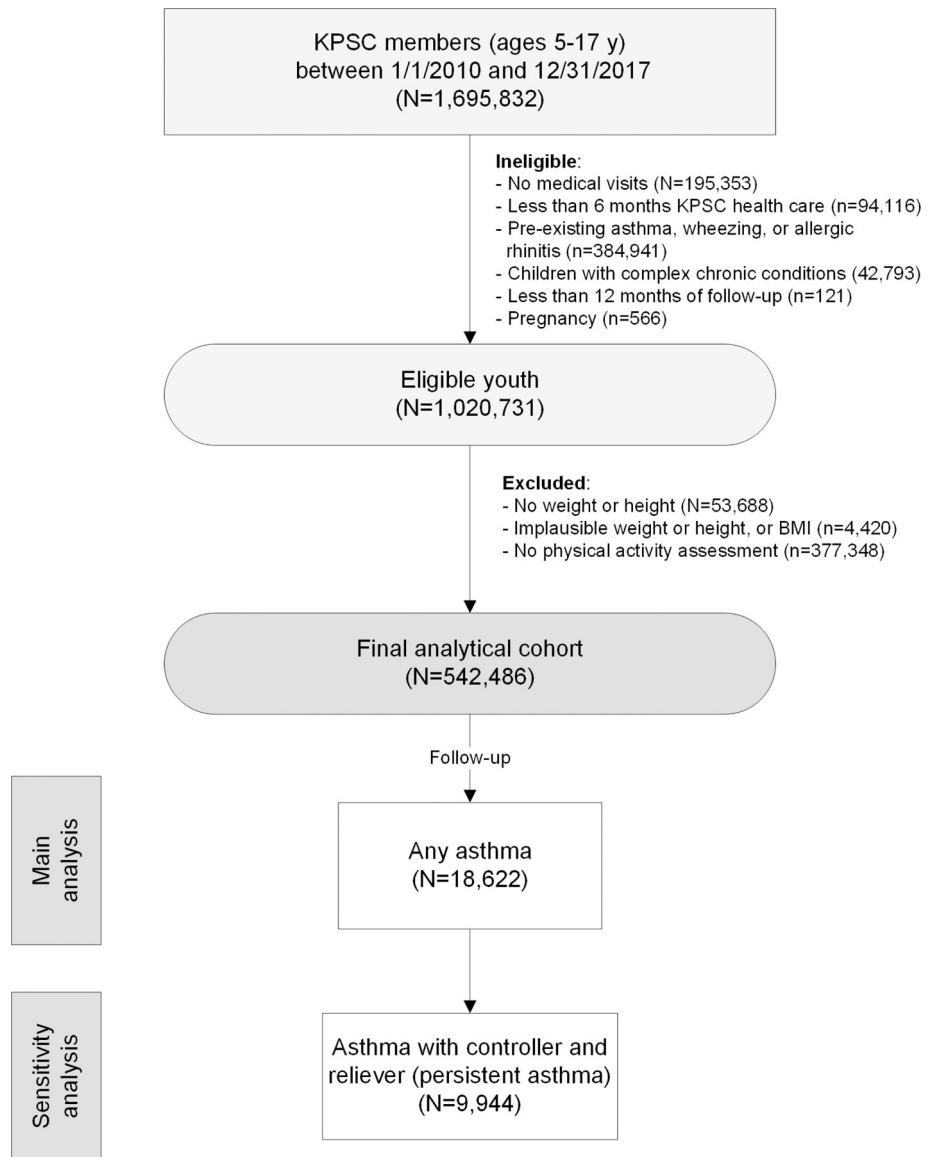 KPSC members (ages 5-17 y)
between 1/1/2010 and 12/31/2017
(N=1,695,832)
Ineligible:
- No medical visits (N=195,353)
- Less than 6 months KPSC health care (n=94,116)
- Pre-existing asthma, wheezing, or allergic
rhinitis (n=384,941)
- Children with complex chronic conditions (42,793)
- Less than 12 months of follow-up (n=121)
- Pregnancy (n=566)
Eligible youth
(N=1,020,731)
Excluded:
- No weight or height (N=53,688)
- Implausible weight or height, or BMI (n=4,420)
- No physical activity assessment (n=377,348)
Final analytical cohort
(N=542,486)
Follow-up
Main
analysis
Any asthma
(N=18,622)
Sensitivity
analysis
Asthma with controller and
reliever (persistent asthma)
(N=9,944)